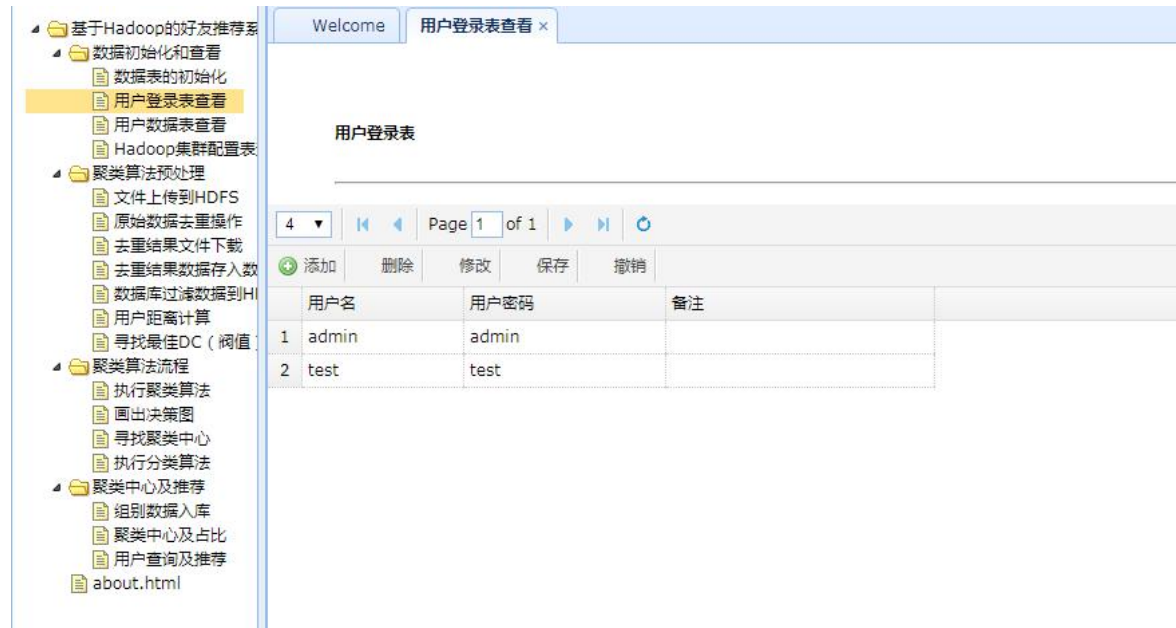 基于Hadoop的好友推荐系
数据初始化和查看
数据表的初始化
用户登录表查看
用户数据表查看
Hadoop集群配置表
聚类算法预处理
文件上传到HDFS
原始数据去重操作
去重结果文件下载
去重结果数据存入数
数据库过滤数据到H
用户距离计算
寻找最佳DC（阀值）
聚类算法流程
执行聚类算法
画出决策图
寻找聚类中心
执行分类算法
聚类中心及推荐
组别数据入库
聚类中心及占比
用户查询及推荐
about.html
Welcome 用户登录表查看 ×
用户登录表
4 Page 1 of 1
添加 删除 修改 保存 撤销
用户名 用户密码 备注
1 admin admin
2 test test